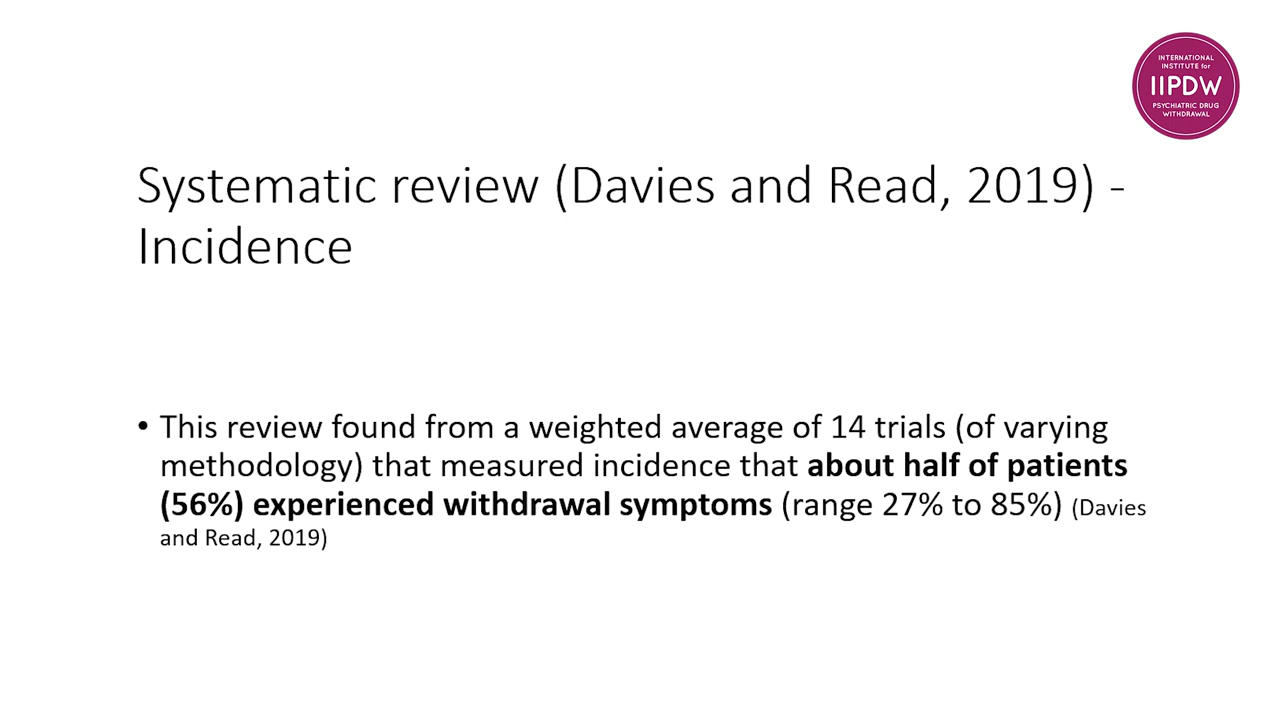 INTERNATIONAL
INSTITUTE for
IIPDW
PSYCHIATRIC DRUG
WITHDRAWAL
Systematic review (Davies and Read, 2019) -
Incidence
• This review found from a weighted average of 14 trials (of varying
methodology) that measured incidence that about half of patients
(56%) experienced withdrawal symptoms (range 27% to 85%) (Davies
and Read, 2019)